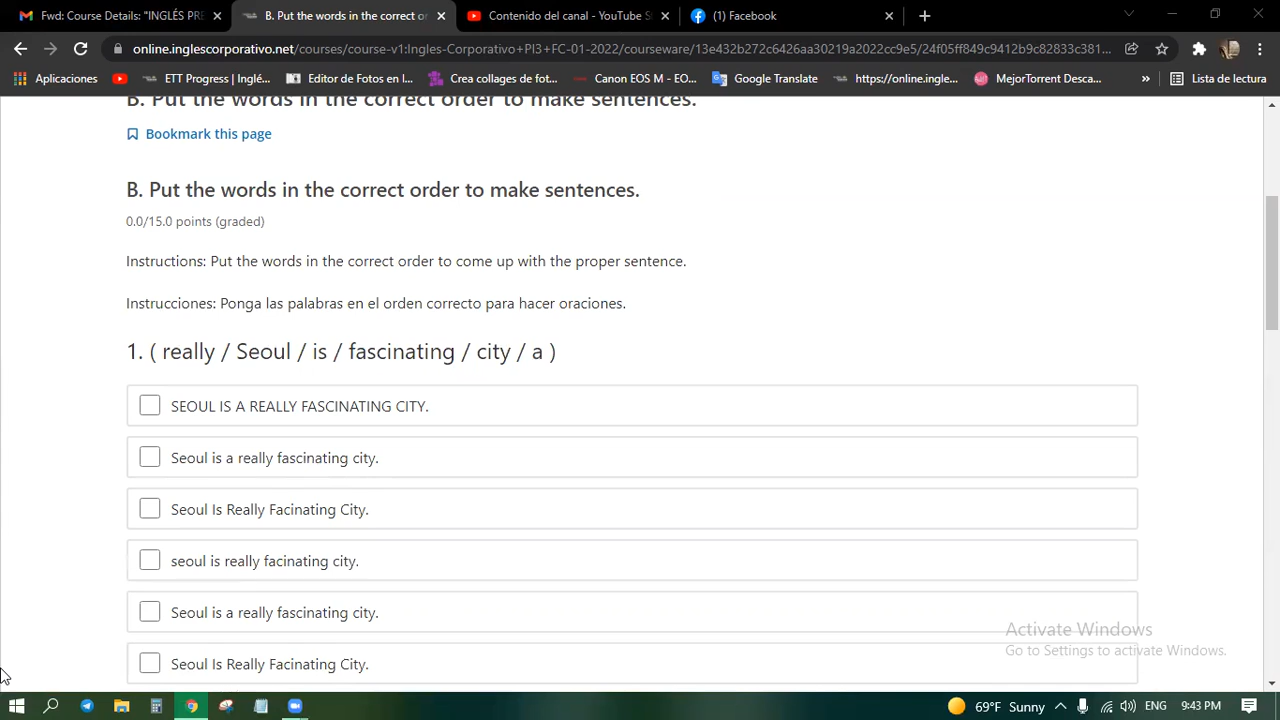 Fwd: Course Details: "INGLÉS PRE
B. Put the words in the correct or
Contenido del canal - YouTube S
(1) Facebook
online.inglescorporativo.net/courses/course-v1:Ingles-Corporativo+PI3+FC-01-2022/courseware/13e432b272c6426aa30219a2022cc9e5/24f05ff849c9412b9c82833c381...
Aplicaciones
ETT Progress | Inglé...
Editor de Fotos en l...
Crea collages de fot...
Canon EOS M - EO...
Google Translate
https://online.ingle...
MejorTorrent Desca...
»
Lista de lectura
B. Put the words in the correct order to make sentences.
Bookmark this page
B. Put the words in the correct order to make sentences.
0.0/15.0 points (graded)
Instructions: Put the words in the correct order to come up with the proper sentence.
Instrucciones: Ponga las palabras en el orden correcto para hacer oraciones.
1. ( really / Seoul / is / fascinating / city / a )
SEOUL IS A REALLY FASCINATING CITY.
Seoul is a really fascinating city.
Seoul Is Really Facinating City.
seoul is really facinating city.
Seoul is a really fascinating city.
Seoul Is Really Facinating City.
Activate Windows
Go to Settings to activate Windows.
69°F Sunny
ENG
9:43 PM